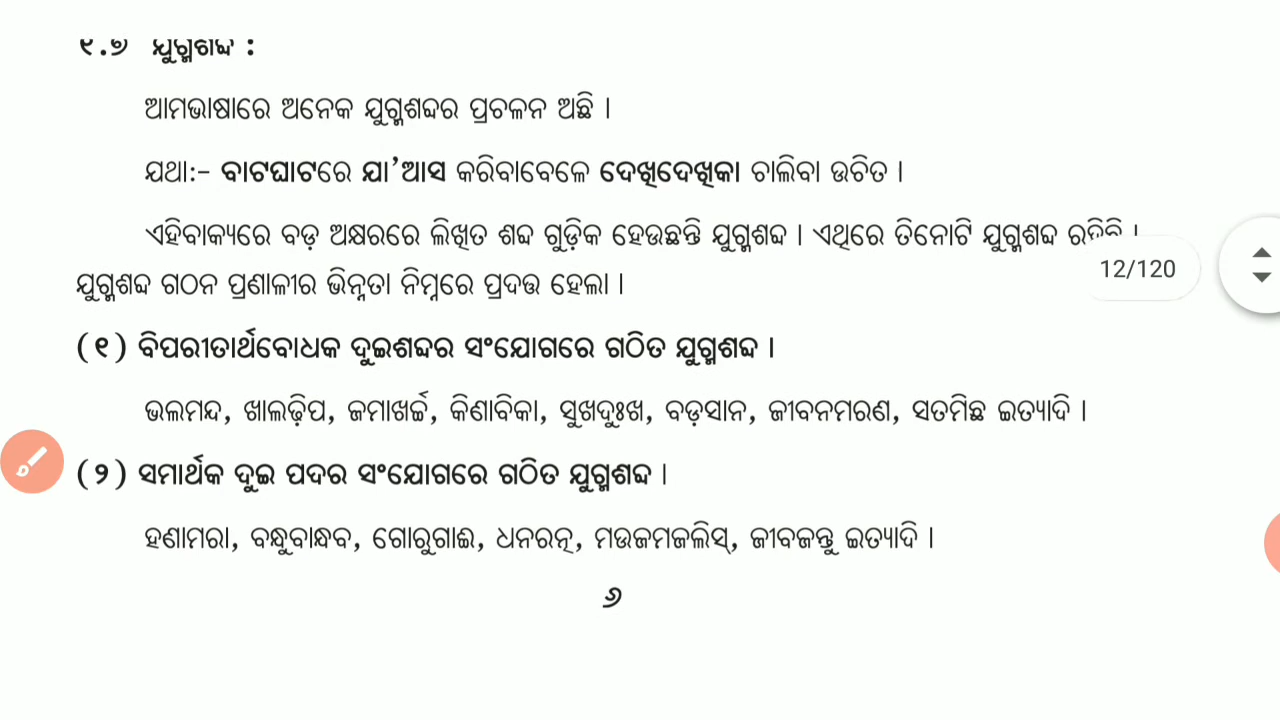 ୧.୭ ଯୁଗ୍ମଶବ୍ଦ :
ଆମଭାଷାରେ ଅନେକ ଯୁଗ୍ମଶବ୍ଦର ପ୍ରଚଳନ ଅଛି ।
ଯଥା:- ବାଟଘାଟରେ ଯା’ଆସ କରିବାବେଳେ ଦେଖିଦେଖିକା ଚାଲିବା ଉଚିତ ।
ଏହିବାକ୍ୟରେ ବଡ଼ ଅକ୍ଷରରେ ଲିଖିତ ଶବ୍ଦ ଗୁଡ଼ିକ ହେଉଛନ୍ତି ଯୁଗ୍ମଶବ୍ଦ । ଏଥିରେ ତିନୋଟି ଯୁଗ୍ମଶବ୍ଦ ରହିଛି ।
12/120
ଯୁଗ୍ମଶବ୍ଦ ଗଠନ ପ୍ରଣାଳୀର ଭିନ୍ନତା ନିମ୍ନରେ ପ୍ରଦତ୍ତ ହେଲା ।
(୧) ବିପରୀତାର୍ଥବୋଧକ ଦୁଇଶବ୍ଦର ସଂଯୋଗରେ ଗଠିତ ଯୁଗ୍ମଶବ୍ଦ ।
ଭଲମନ୍ଦ, ଖାଲଢ଼ିପ, ଜମାଖର୍ଚ୍ଚ, କିଣାବିକା, ସୁଖଦୁଃଖ, ବଡ଼ସାନ, ଜୀବନମରଣ, ସତମିଛ ଇତ୍ୟାଦି ।
(୨) ସମାର୍ଥକ ଦୁଇ ପଦର ସଂଯୋଗରେ ଗଠିତ ଯୁଗ୍ମଶବ୍ଦ ।
ହଣାମରା, ବନ୍ଧୁବାନ୍ଧବ, ଗୋରୁଗାଈ, ଧନରତ୍ନ, ମଉଜମଜଲିସ୍, ଜୀବଜନ୍ତୁ ଇତ୍ୟାଦି ।
୬